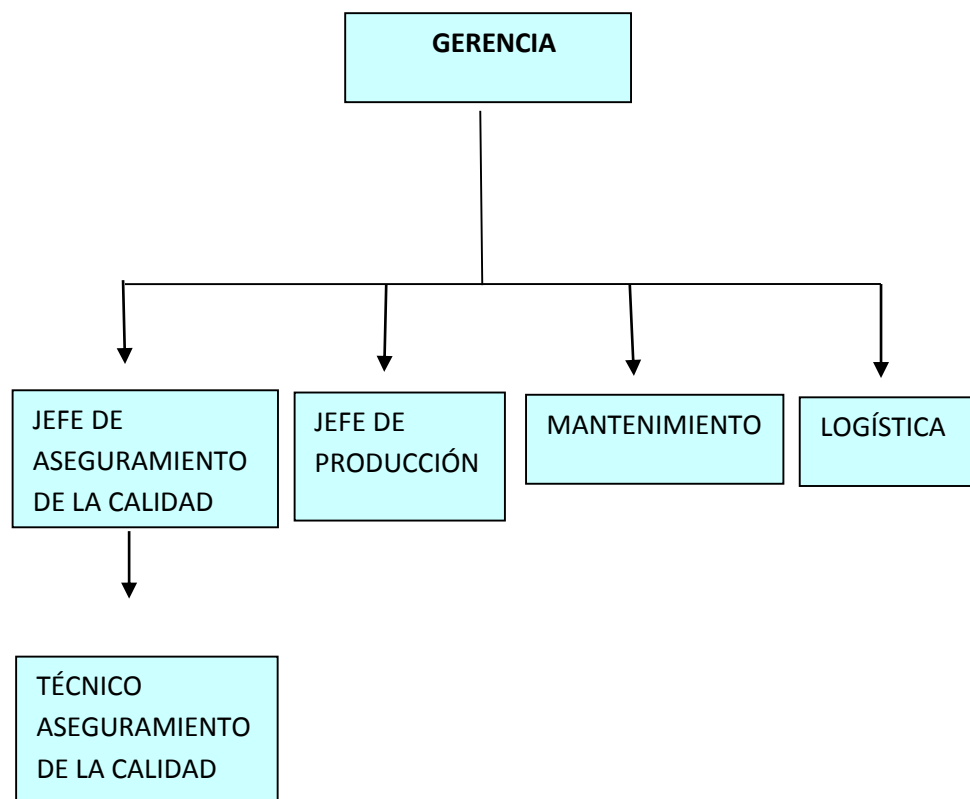 GERENCIA
JEFE DE
ASEGURAMIENTO
DE LA CALIDAD
JEFE DE
PRODUCCIÓN
MANTENIMIENTO
LOGÍSTICA
TÉCNICO
ASEGURAMIENTO
DE LA CALIDAD